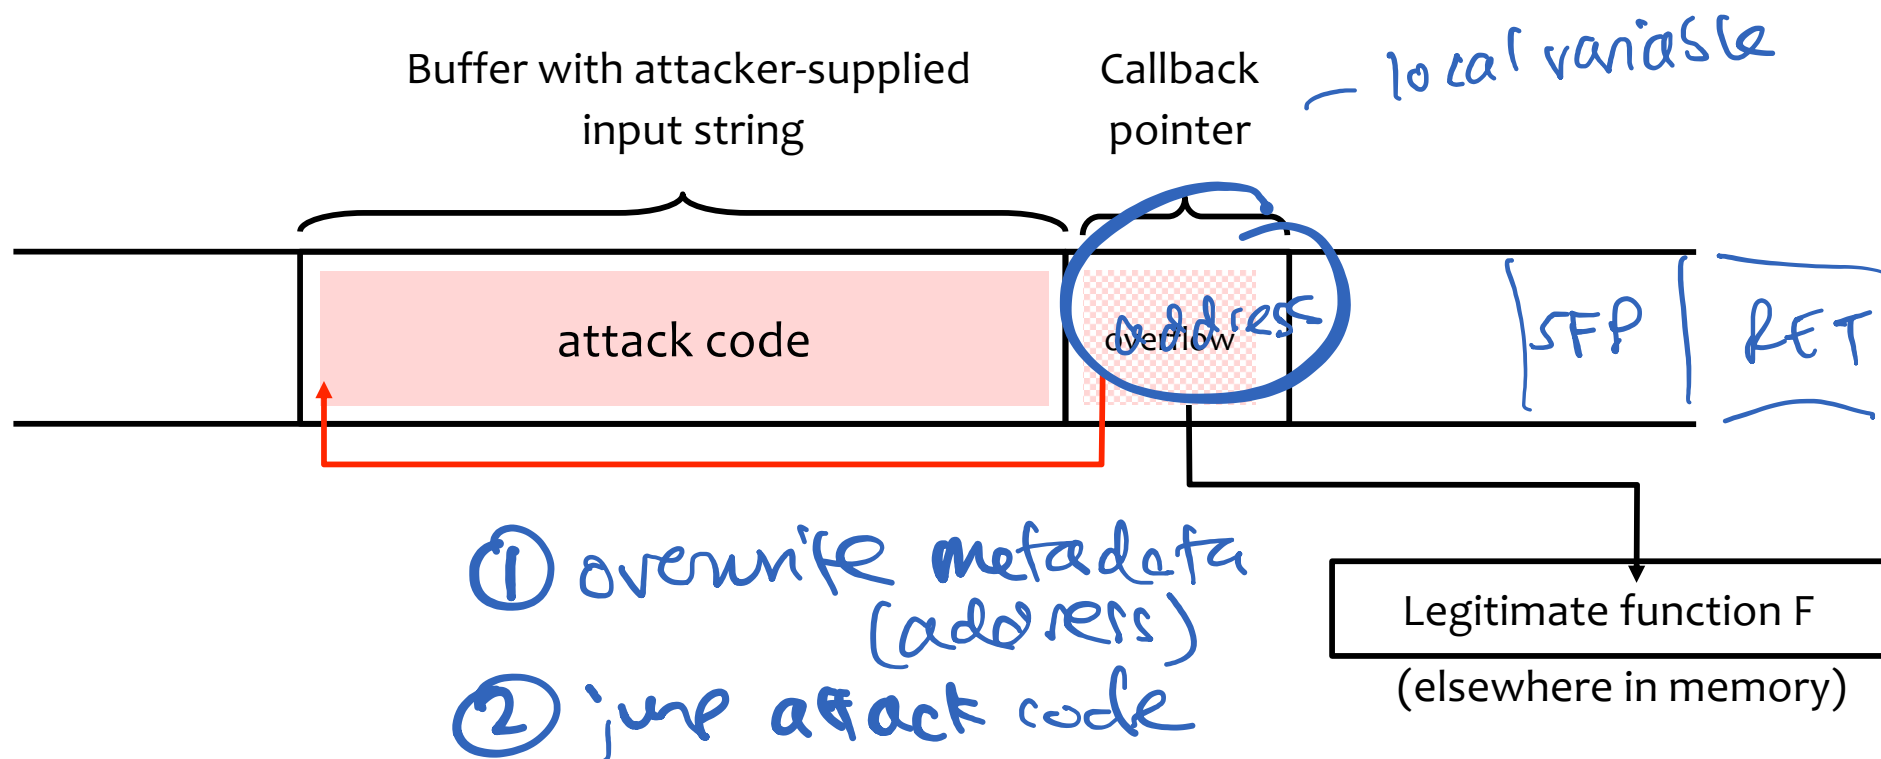 Buffer with attacker-supplied
input string
Callback
pointer
local variable
attack code
overflow
address
SFP
RET
① overwrite metadata
(address)
② jump attack code
Legitimate function F
(elsewhere in memory)